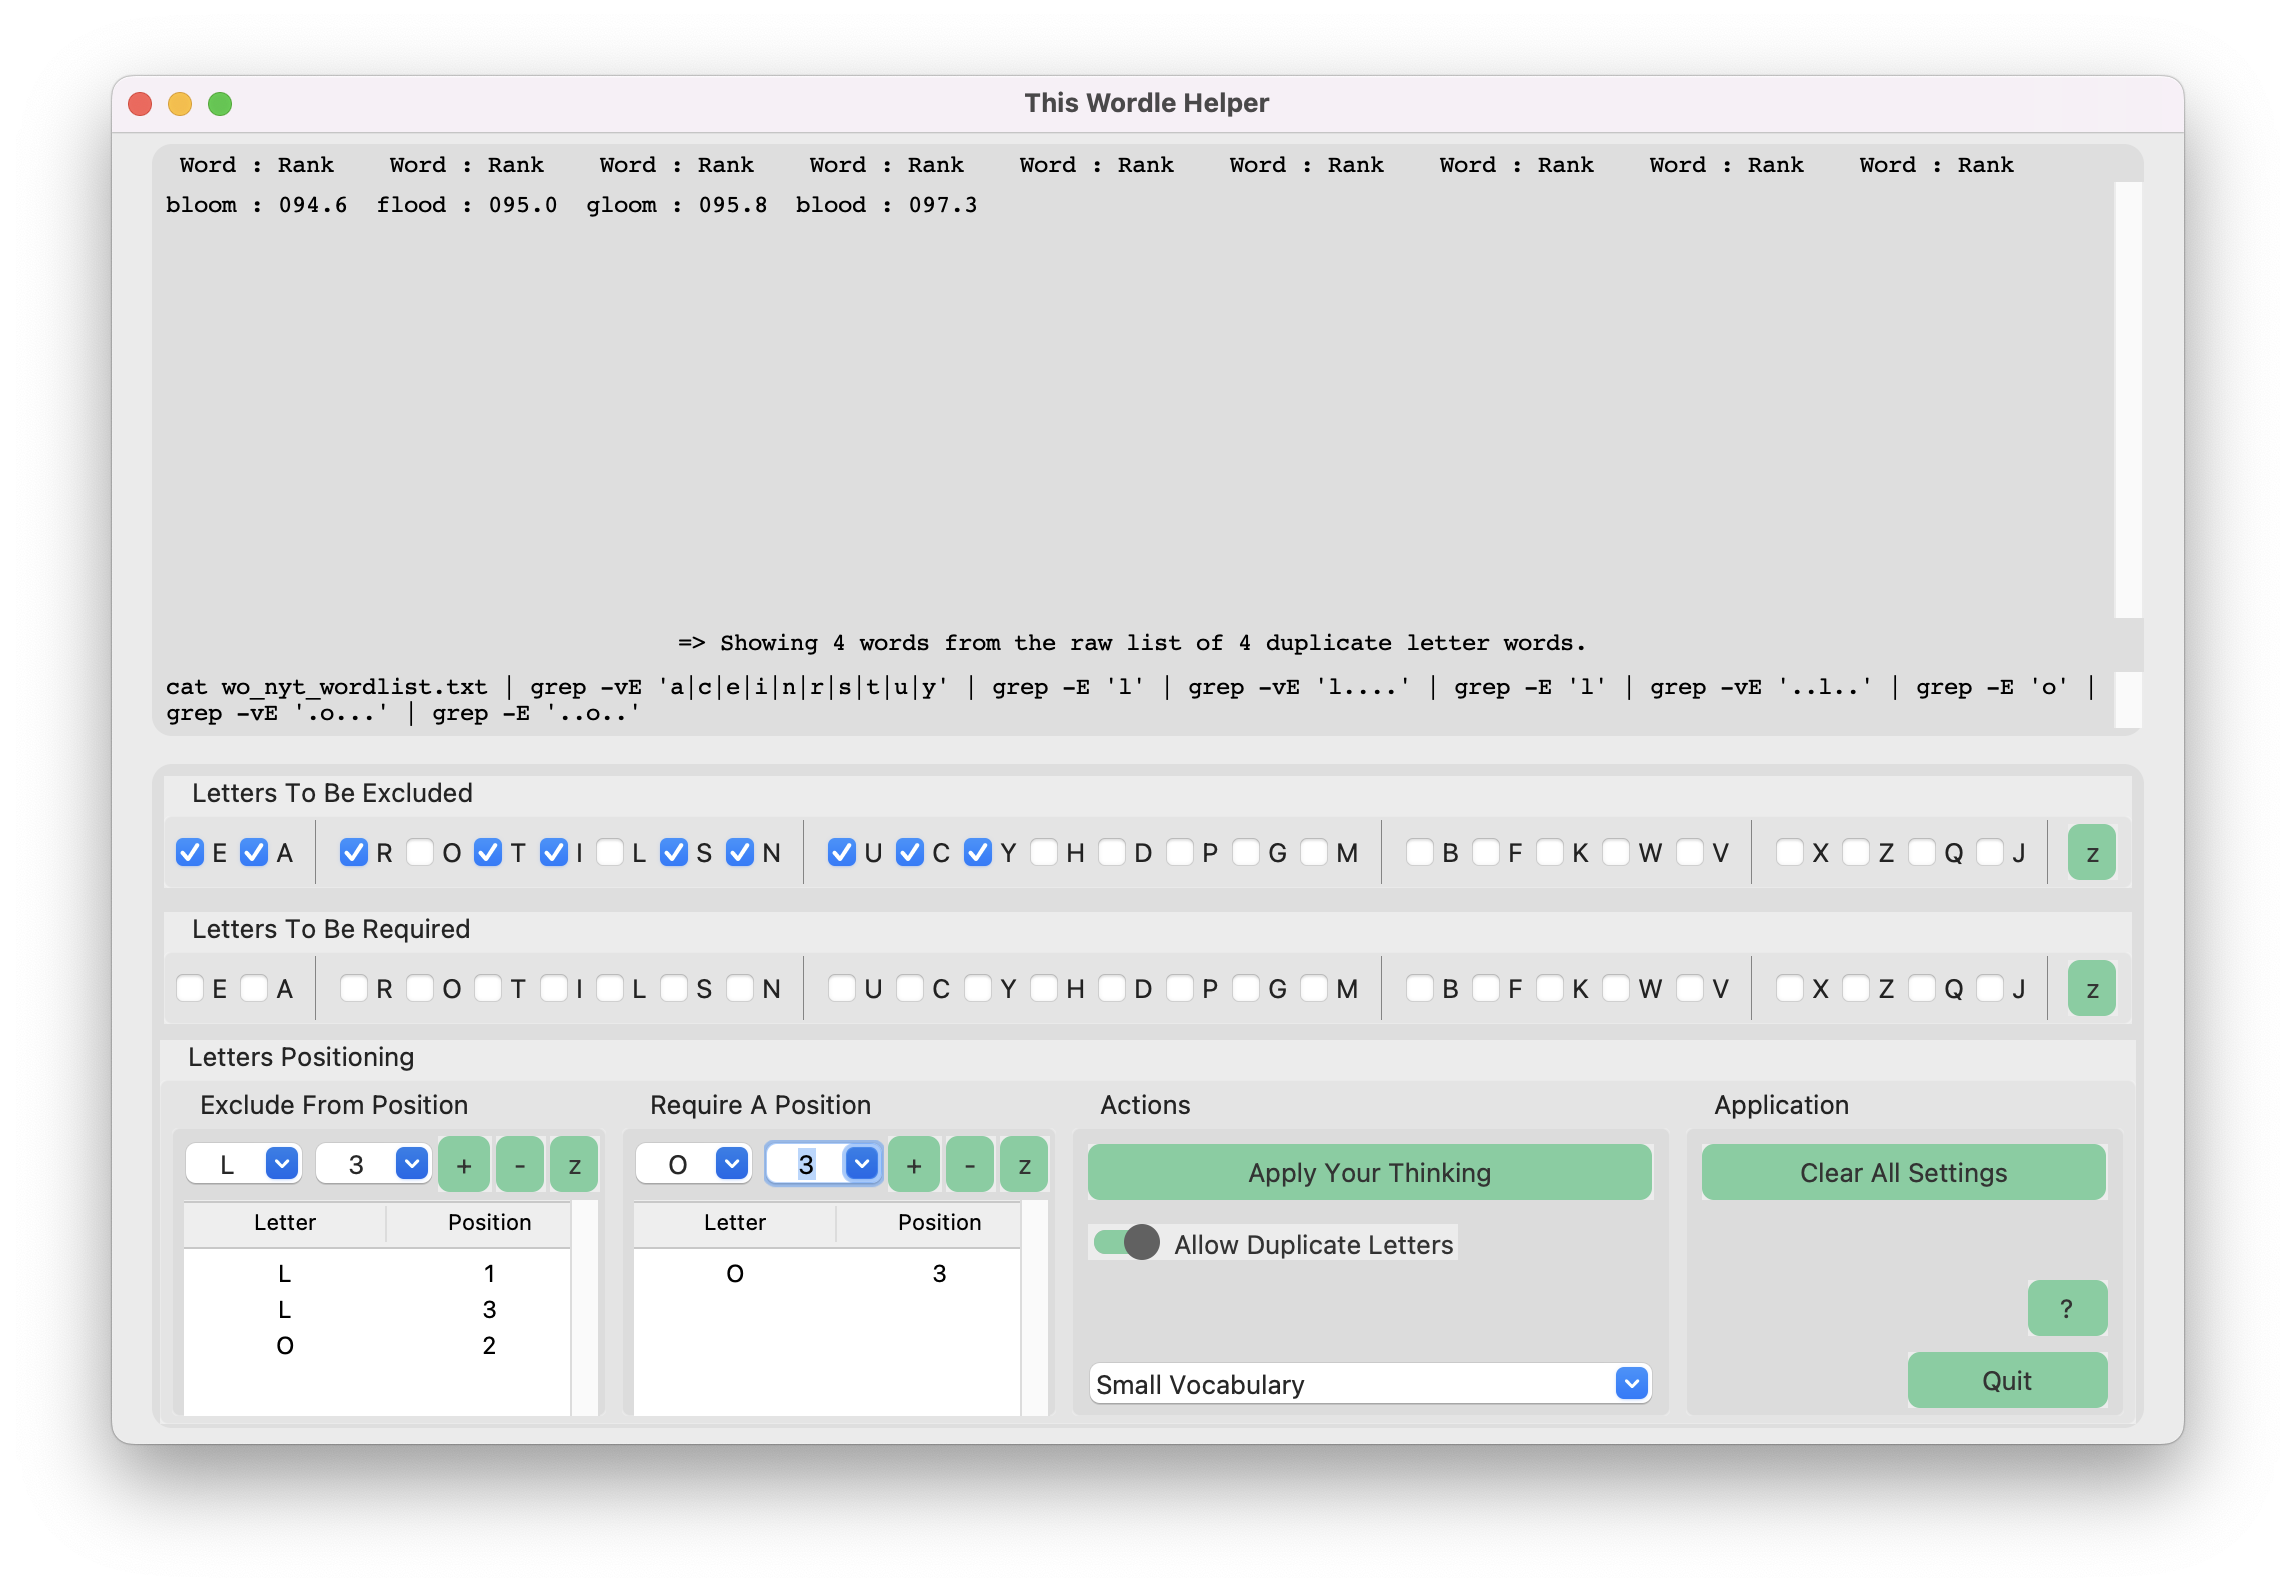 This Wordle Helper
Word : Rank Word : Rank Word : Rank Word : Rank Word : Rank Word : Rank Word : Rank Word : Rank Word : Rank
bloom : 094.6 flood : 095.0 gloom : 095.8 blood : 097.3
=> Showing 4 words from the raw list of 4 duplicate letter words.
cat wo_nyt_wordlist.txt | grep -vE 'a|c|e|i|n|r|s|t|u|y' | grep -E 'l' | grep -vE 'l....' | grep -E 'l' | grep -vE '..l..' | grep -E 'o' |
grep -vE '.o...' | grep -E '..o..'
Letters To Be Excluded
E A R O T I L S N U C Y H D P G M B F K W V X Z Q J z
Letters To Be Required
E A R O T I L S N U C Y H D P G M B F K W V X Z Q J z
Letters Positioning
Exclude From Position Require A Position Actions Application
L 3 + - z O 3 + - z Apply Your Thinking Clear All Settings
Letter Position Letter Position Allow Duplicate Letters
L 1 O 3
L 3 ?
O 2
Small Vocabulary Quit